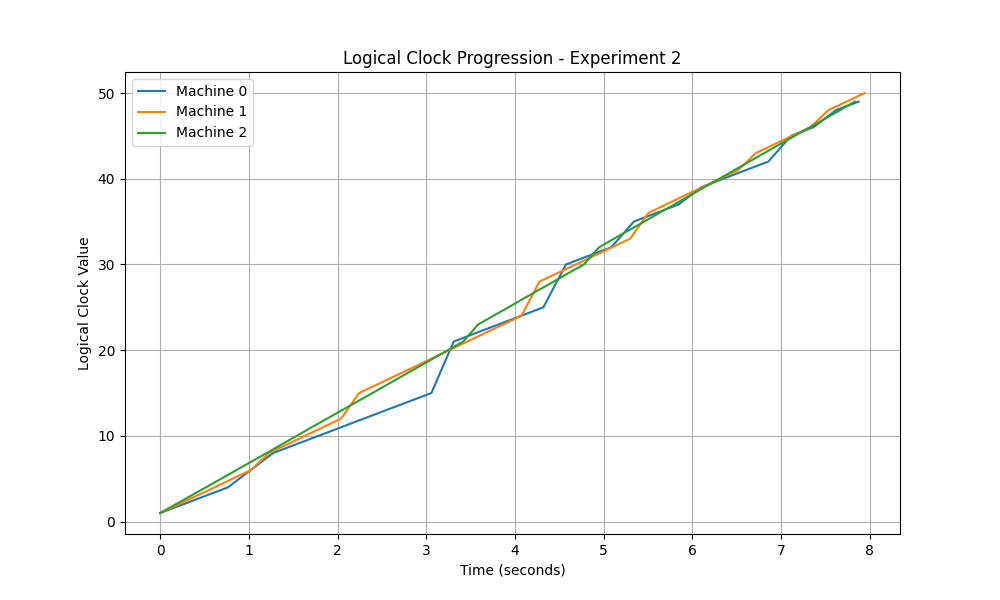 Logical Clock Progression - Experiment 2
Machine 0
Machine 1
Machine 2
Logical Clock Value
50
40
30
20
10
0
0 1 2 3 4 5 6 7 8
Time (seconds)